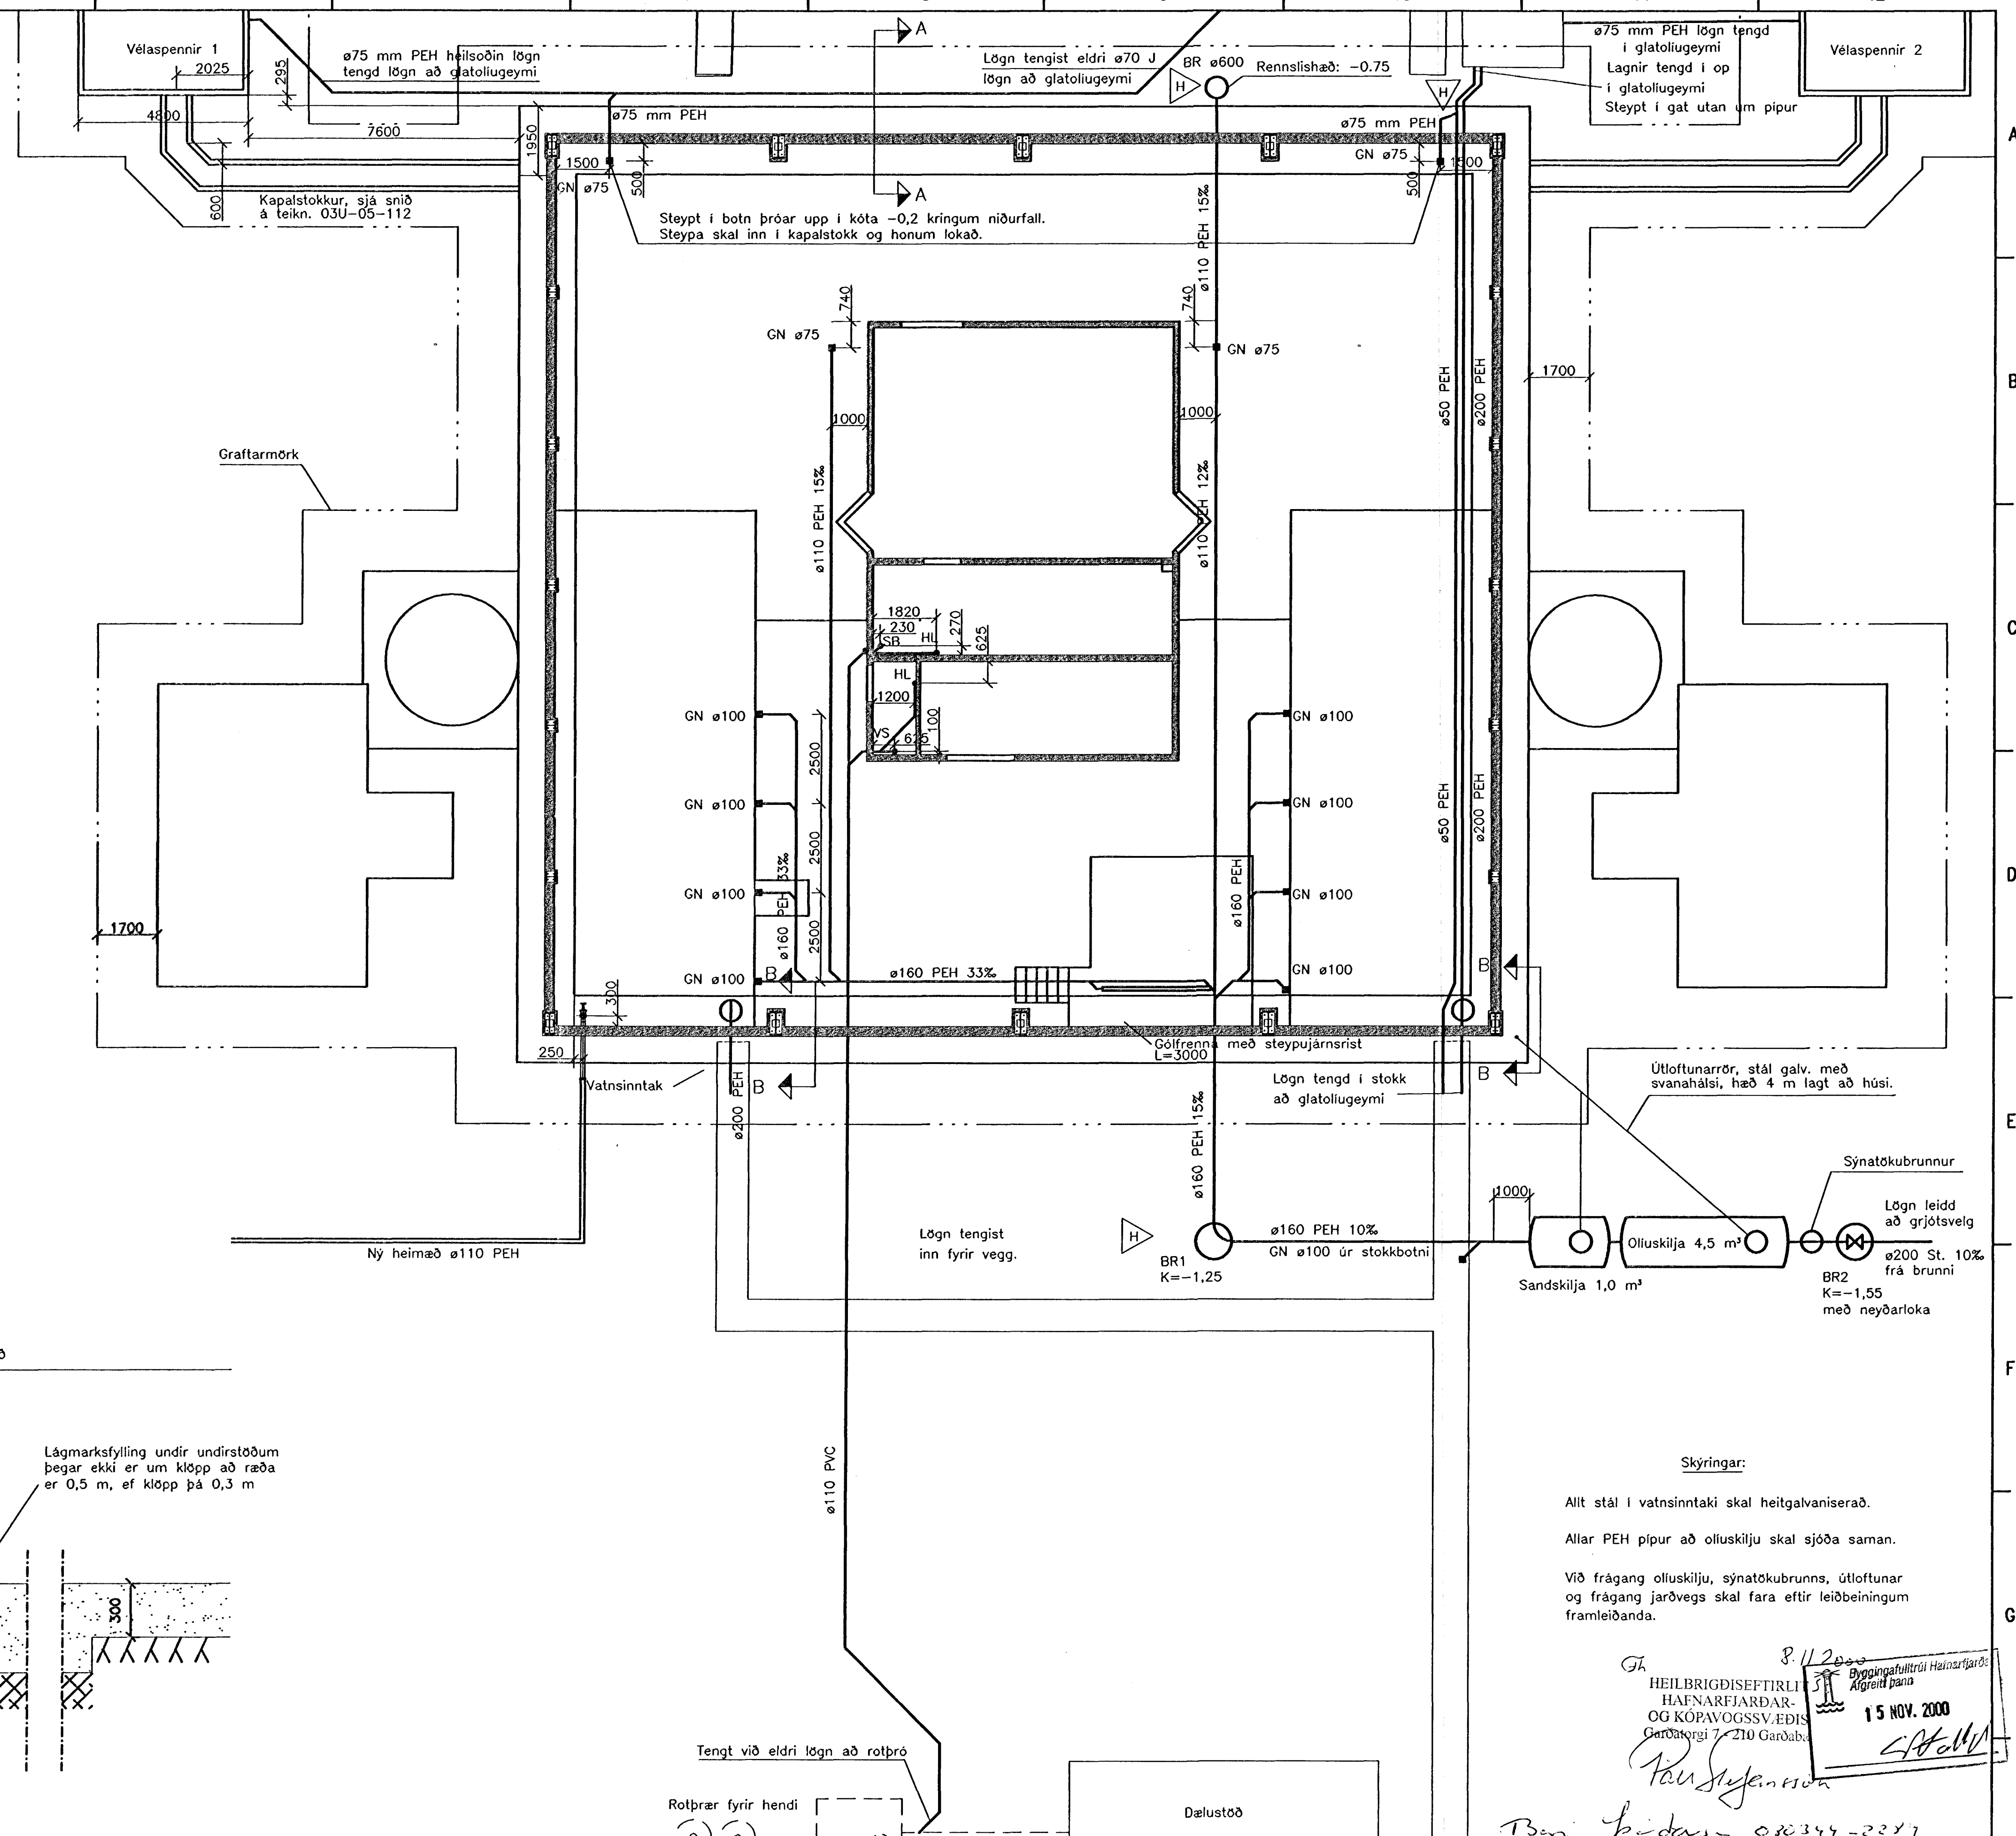 Vélaspennir 1
2025
295
4800
7600
1950
ø75 mm PEH heilsoðin lögn
tengd lögn að glatolíugeymi
A
Lögn tengist eldri ø70 J
lögn að glatolíugeymi
BR ø600
H
Rennslishæð: -0.75
H
ø75 mm PEH lögn tengd
í glatolíugeymi
Lagnir tengd í op
í glatolíugeymi
Steypt í gat utan um pípur
Vélaspennir 2
A
ø75 mm PEH
ø75 mm PEH
1500
500
GN ø75
GN ø75
1500
500
A
600
Kapalstokkur, sjá snið
á teikn. 03U-05-112
Steypt í botn þróar upp í kóta -0,2 kringum niðurfall.
Steypa skal inn í kapalstokk og honum lokað.
ø110 PEH 15‰
740
740
GN ø75
GN ø75
1000
1000
ø50 PEH
ø200 PEH
1700
B
Graftarmörk
ø110 PEH 15‰
ø110 PEH 12‰
C
1820
230
270
625
SB
HL
HL
1200
VS
625
100
GN ø100
GN ø100
2500
GN ø100
GN ø100
2500
ø50 PEH
ø200 PEH
D
GN ø100
GN ø100
ø160 PEH 33‰
2500
ø160 PEH
1700
GN ø100
B
ø160 PEH 33‰
GN ø100
B
300
250
Vatnsinntak
B
ø200 PEH
Gólfrenna með steypujárnsrist
L=3000
Lögn tengd í stokk
að glatolíugeymi
B
Útloftunarrör, stál galv. með
svanahálsi, hæð 4 m lagt að húsi.
E
ø160 PEH 15‰
Sýnatökubrunnur
1000
Lögn leidd
að grjótsvelg
Ný heimæð ø110 PEH
Lögn tengist
inn fyrir vegg.
H
BR1
K=-1,25
ø160 PEH 10‰
GN ø100 úr stokkbotni
Olíuskilja 4,5 m³
Sandskilja 1,0 m³
ø200 St. 10‰
frá brunni
BR2
K=-1,55
með neyðarloka
F
ð
Lágmarksfylling undir undirstöðum
þegar ekki er um klöpp að ræða
er 0,5 m, ef klöpp þá 0,3 m
ø110 PVC
300
Skýringar:
Allt stál í vatnsinntaki skal heitgalvaniserað.
Allar PEH pípur að olíuskilju skal sjóða saman.
Við frágang olíuskilju, sýnatökubrunns, útloftunar
og frágang jarðvegs skal fara eftir leiðbeiningum
framleiðanda.
G
8.11 2000
HEILBRIGÐISEFTIRLIT
HAFNARFJARÐAR-
OG KÓPAVOGSSVÆÐIS
Garðatorgi 7 - 210 Garðaba
Byggingafulltrúi Hafnarfjarða
Afgreitt þann
15 NOV. 2000
Tengt við eldri lögn að rotþró
Rotþrær fyrir hendi
Dælustöð